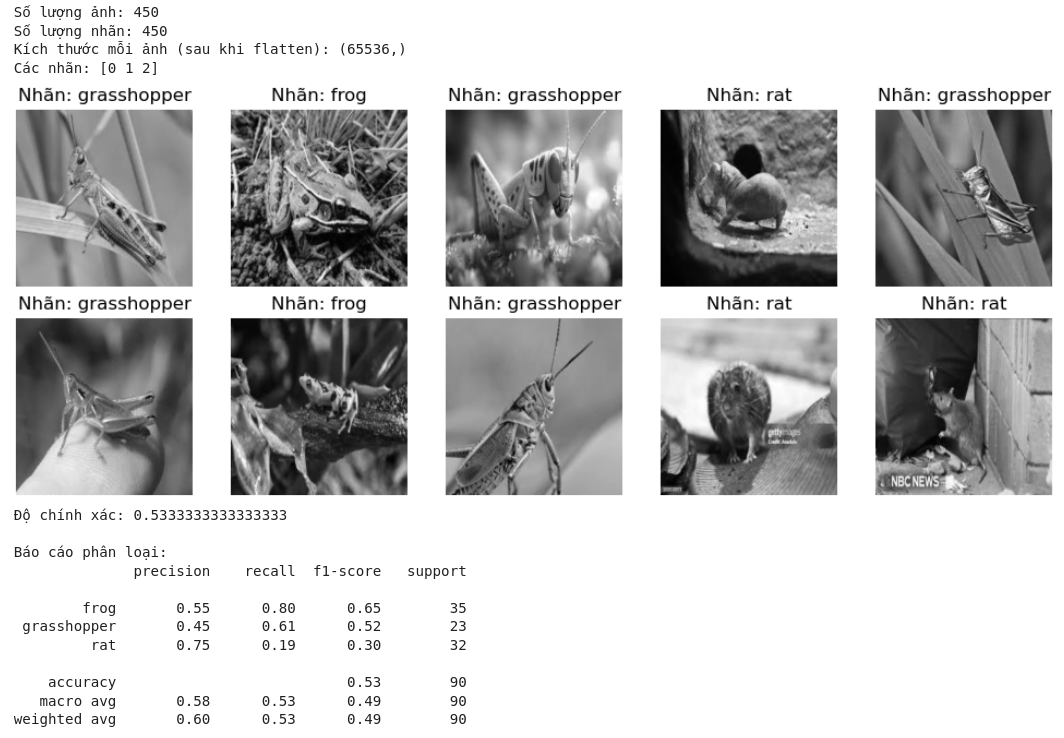 Số lượng ảnh: 450
Số lượng nhãn: 450
Kích thước mỗi ảnh (sau khi flatten): (65536,)
Các nhãn: [0 1 2]
Nhãn: grasshopper Nhãn: frog Nhãn: grasshopper Nhãn: rat Nhãn: grasshopper
Nhãn: grasshopper Nhãn: frog Nhãn: grasshopper Nhãn: rat Nhãn: rat
gettyimages
Credit: Anadolu
NBC NEWS
Độ chính xác: 0.5333333333333333
Báo cáo phân loại:
precision recall f1-score support
frog 0.55 0.80 0.65 35
grasshopper 0.45 0.61 0.52 23
rat 0.75 0.19 0.30 32
accuracy 0.53 90
macro avg 0.58 0.53 0.49 90
weighted avg 0.60 0.53 0.49 90